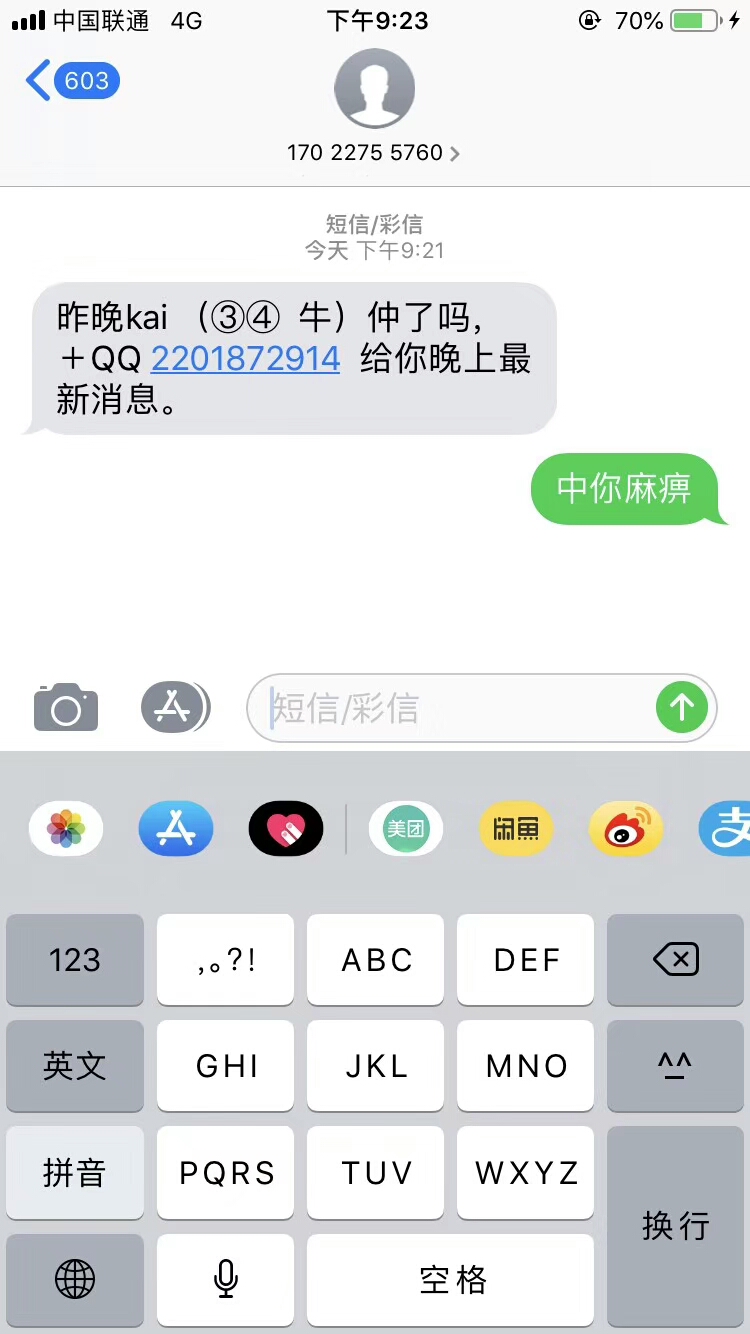 中国联通 4G 下午9:23 70%
603
170 2275 5760
短信/彩信
今天 下午9:21
昨晚kai （③④ 牛）仲了吗，
＋QQ 2201872914 给你晚上最
新消息。
中你麻痹
短信/彩信
美团 闲鱼 支
123 ,。?! ABC DEF
英文 GHI JKL MNO ^^
拼音 PQRS TUV WXYZ
换行
空格